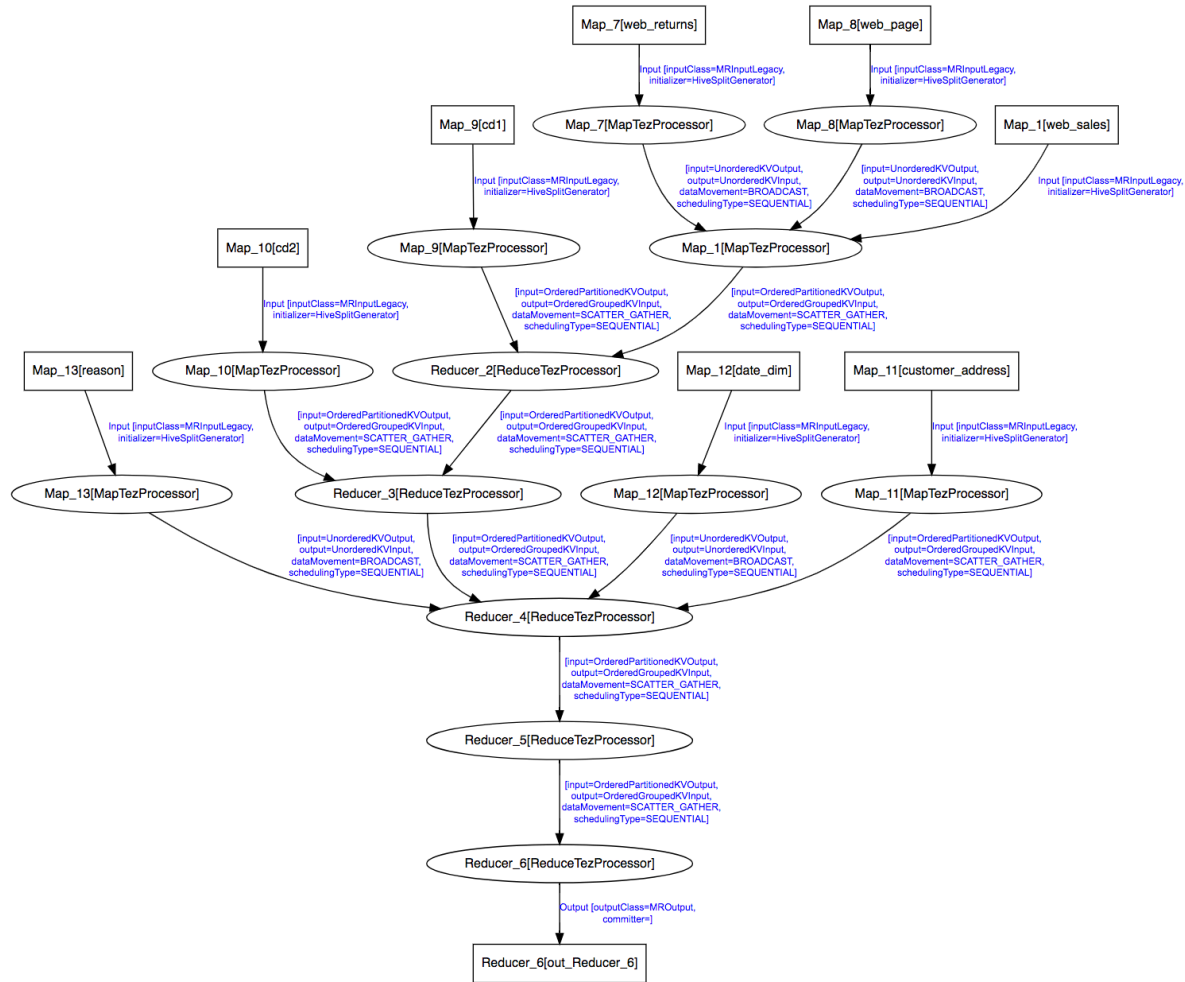 Map_7[web_returns]
Map_8[web_page]
Input [inputClass=MRInputLegacy,
initializer=HiveSplitGenerator]
Input [inputClass=MRInputLegacy,
initializer=HiveSplitGenerator]
Map_9[cd1]
Map_7[MapTezProcessor]
Map_8[MapTezProcessor]
Map_1[web_sales]
Input [inputClass=MRInputLegacy,
initializer=HiveSplitGenerator]
[input=UnorderedKVOutput,
output=UnorderedKVInput,
dataMovement=BROADCAST,
schedulingType=SEQUENTIAL]
[input=UnorderedKVOutput,
output=UnorderedKVInput,
dataMovement=BROADCAST,
schedulingType=SEQUENTIAL]
Input [inputClass=MRInputLegacy,
initializer=HiveSplitGenerator]
Map_10[cd2]
Map_9[MapTezProcessor]
Map_1[MapTezProcessor]
Input [inputClass=MRInputLegacy,
initializer=HiveSplitGenerator]
[input=OrderedPartitionedKVOutput,
output=OrderedGroupedKVInput,
dataMovement=SCATTER_GATHER,
schedulingType=SEQUENTIAL]
[input=OrderedPartitionedKVOutput,
output=OrderedGroupedKVInput,
dataMovement=SCATTER_GATHER,
schedulingType=SEQUENTIAL]
Map_13[reason]
Map_10[MapTezProcessor]
Reducer_2[ReduceTezProcessor]
Map_12[date_dim]
Map_11[customer_address]
Input [inputClass=MRInputLegacy,
initializer=HiveSplitGenerator]
[input=OrderedPartitionedKVOutput,
output=OrderedGroupedKVInput,
dataMovement=SCATTER_GATHER,
schedulingType=SEQUENTIAL]
[input=OrderedPartitionedKVOutput,
output=OrderedGroupedKVInput,
dataMovement=SCATTER_GATHER,
schedulingType=SEQUENTIAL]
Input [inputClass=MRInputLegacy,
initializer=HiveSplitGenerator]
Input [inputClass=MRInputLegacy,
initializer=HiveSplitGenerator]
Map_13[MapTezProcessor]
Reducer_3[ReduceTezProcessor]
Map_12[MapTezProcessor]
Map_11[MapTezProcessor]
[input=UnorderedKVOutput,
output=UnorderedKVInput,
dataMovement=BROADCAST,
schedulingType=SEQUENTIAL]
[input=OrderedPartitionedKVOutput,
output=OrderedGroupedKVInput,
dataMovement=SCATTER_GATHER,
schedulingType=SEQUENTIAL]
[input=UnorderedKVOutput,
output=UnorderedKVInput,
dataMovement=BROADCAST,
schedulingType=SEQUENTIAL]
[input=OrderedPartitionedKVOutput,
output=OrderedGroupedKVInput,
dataMovement=SCATTER_GATHER,
schedulingType=SEQUENTIAL]
Reducer_4[ReduceTezProcessor]
[input=OrderedPartitionedKVOutput,
output=OrderedGroupedKVInput,
dataMovement=SCATTER_GATHER,
schedulingType=SEQUENTIAL]
Reducer_5[ReduceTezProcessor]
[input=OrderedPartitionedKVOutput,
output=OrderedGroupedKVInput,
dataMovement=SCATTER_GATHER,
schedulingType=SEQUENTIAL]
Reducer_6[ReduceTezProcessor]
Output [outputClass=MROutput,
committer=]
Reducer_6[out_Reducer_6]